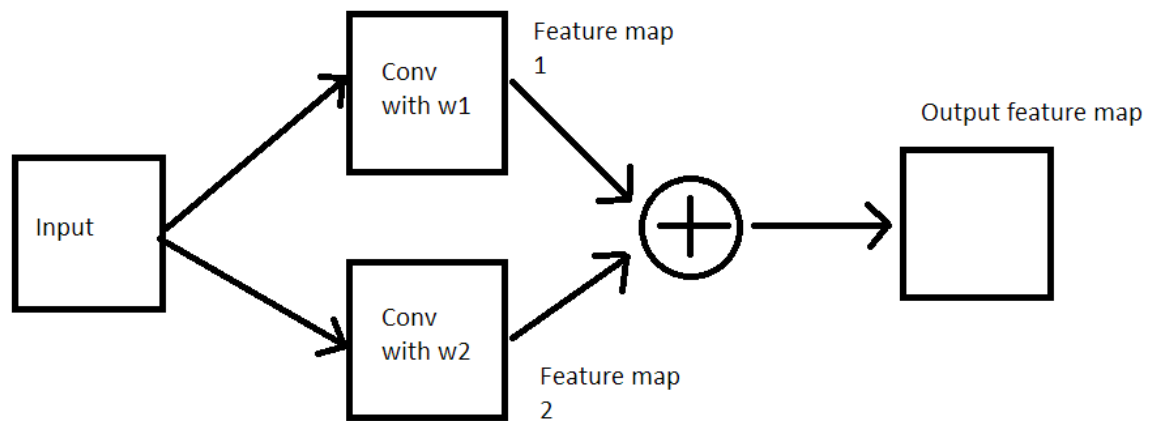 Input
Conv
with w1
Feature map
1
Conv
with w2
Feature map
2
Output feature map